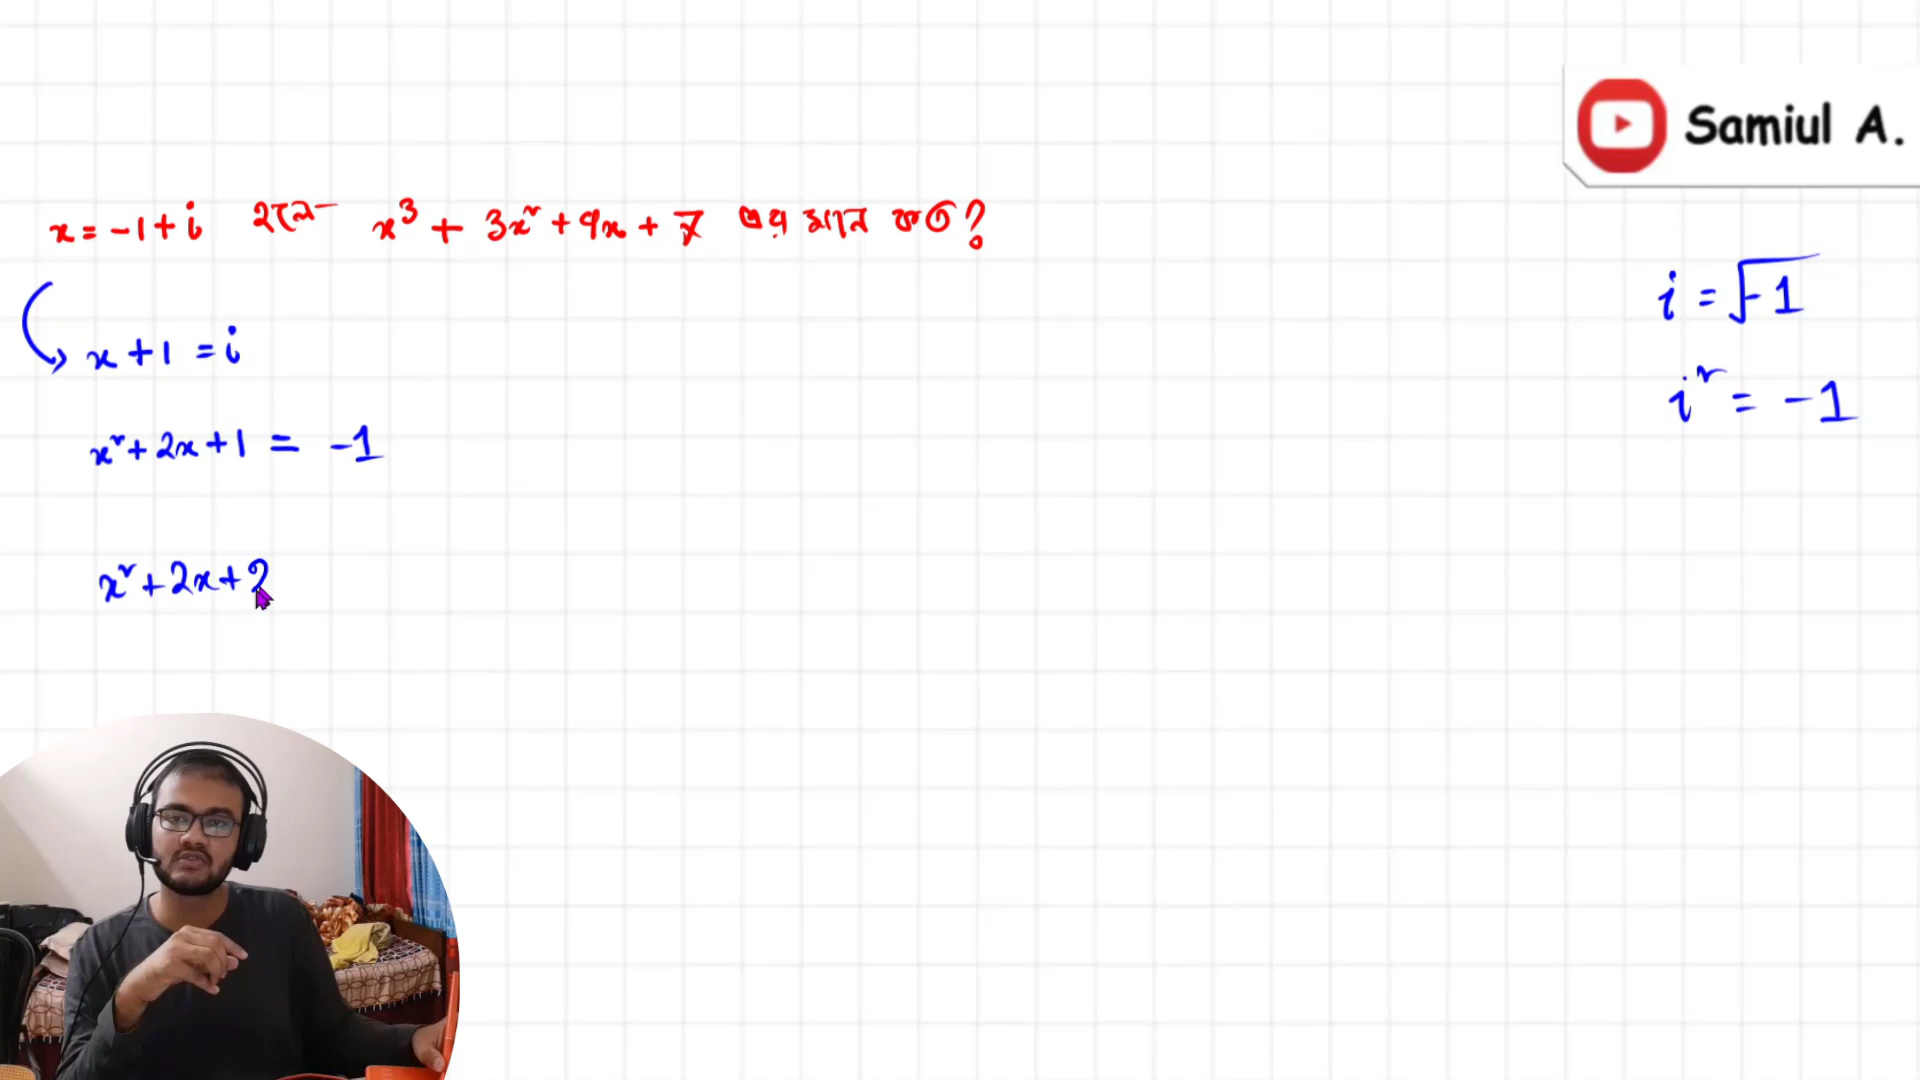 Samiul A.
x = -1 + i হলে x³ + 3x² + 4x + 7 এর মান কত?
i = √-1
x + 1 = i
i² = -1
x² + 2x + 1 = -1
x² + 2x + 2